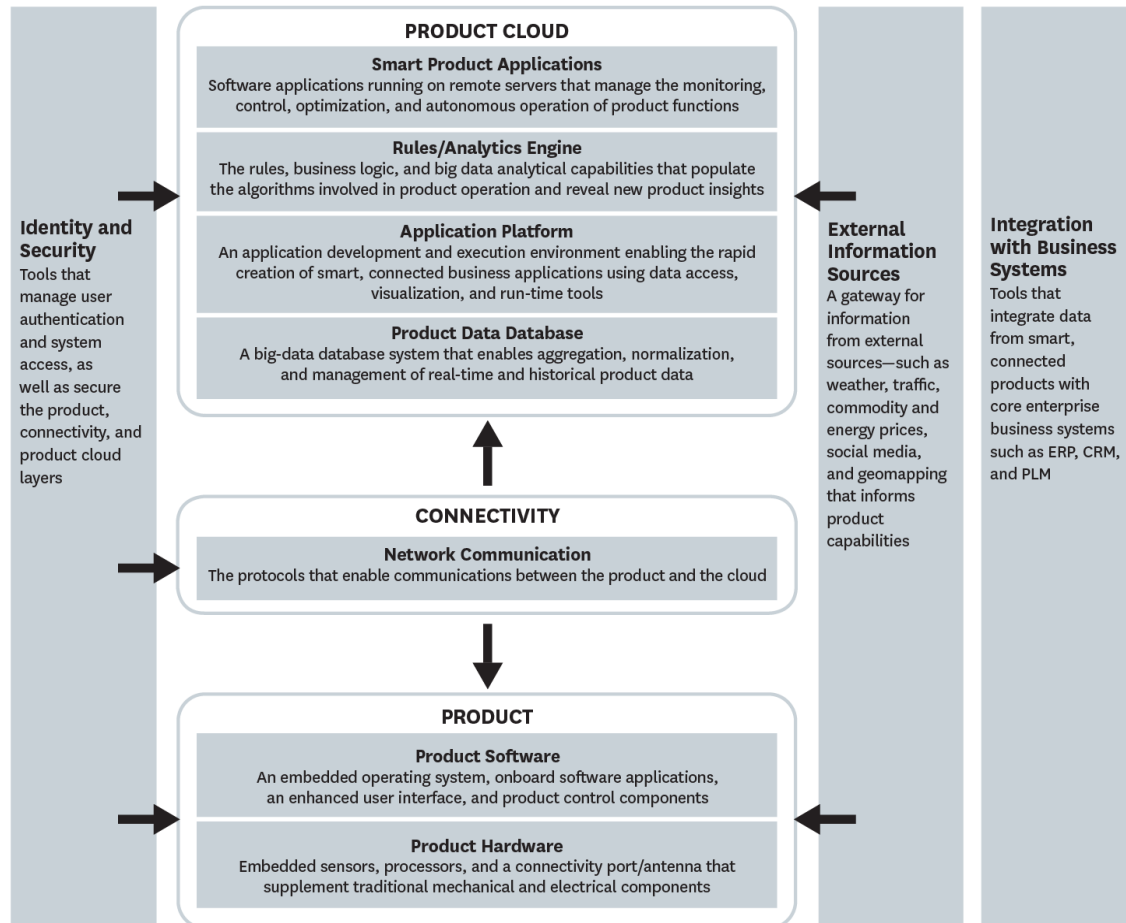 PRODUCT CLOUD
Smart Product Applications
Software applications running on remote servers that manage the monitoring,
control, optimization, and autonomous operation of product functions
Rules/Analytics Engine
The rules, business logic, and big data analytical capabilities that populate
the algorithms involved in product operation and reveal new product insights
Application Platform
An application development and execution environment enabling the rapid
creation of smart, connected business applications using data access,
visualization, and run-time tools
Product Data Database
A big-data database system that enables aggregation, normalization,
and management of real-time and historical product data
CONNECTIVITY
Network Communication
The protocols that enable communications between the product and the cloud
PRODUCT
Product Software
An embedded operating system, onboard software applications,
an enhanced user interface, and product control components
Product Hardware
Embedded sensors, processors, and a connectivity port/antenna that
supplement traditional mechanical and electrical components
Identity and
Security
Tools that
manage user
authentication
and system
access, as
well as secure
the product,
connectivity, and
product cloud
layers
External
Information
Sources
A gateway for
information
from external
sources—such as
weather, traffic,
commodity and
energy prices,
social media,
and geomapping
that informs
product
capabilities
Integration
with Business
Systems
Tools that
integrate data
from smart,
connected
products with
core enterprise
business systems
such as ERP, CRM,
and PLM